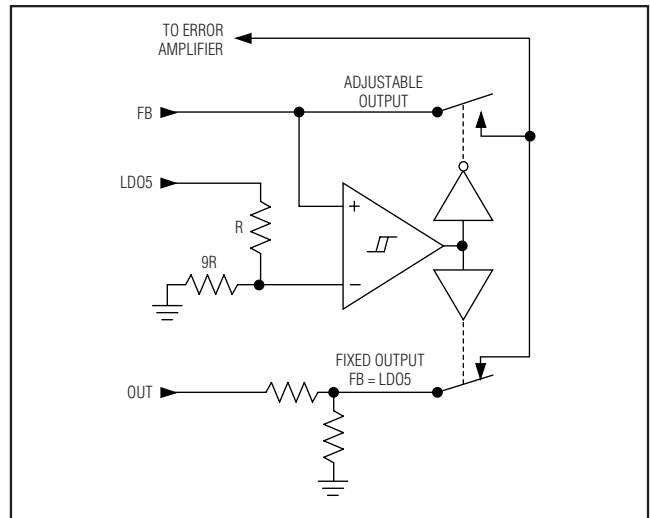 TO ERROR
AMPLIFIER
ADJUSTABLE
OUTPUT
FB
LDO5
R
+
9R
−
FIXED OUTPUT
FB = LDO5
OUT